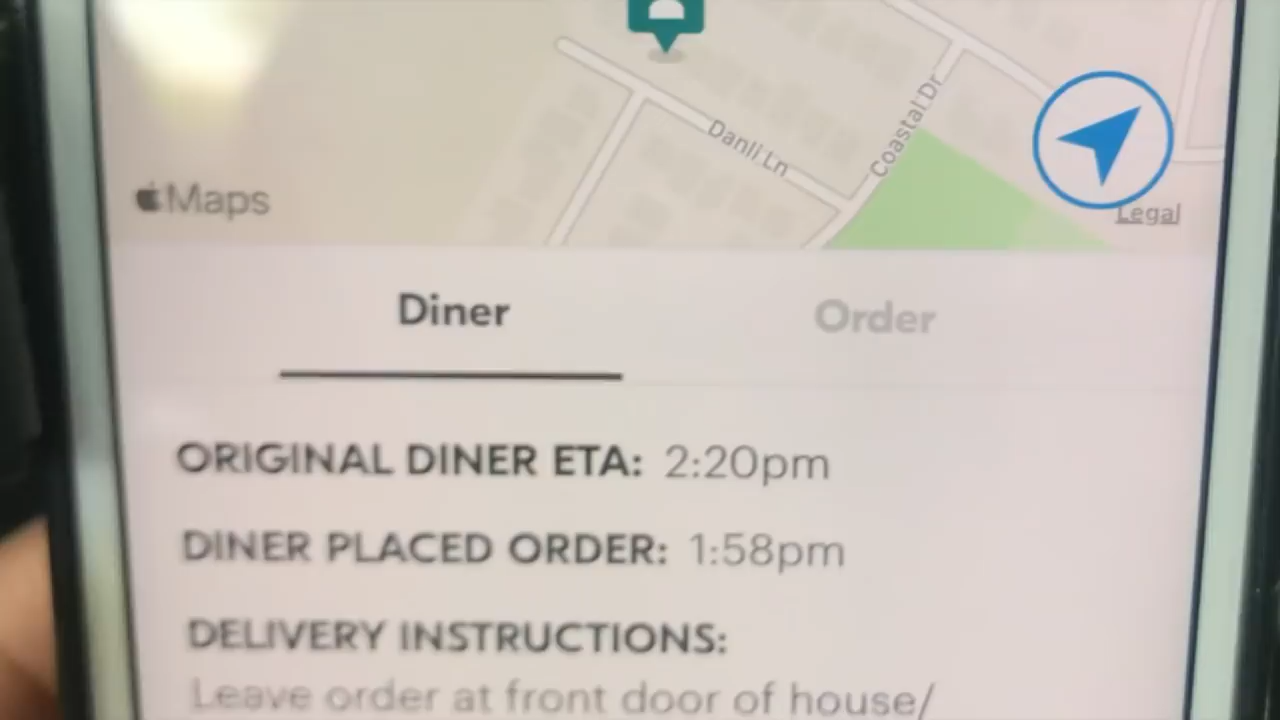 Danli Ln
Coastal Dr
Maps
Legal
Diner
Order
ORIGINAL DINER ETA: 2:20pm
DINER PLACED ORDER: 1:58pm
DELIVERY INSTRUCTIONS:
Leave order at front door of house/